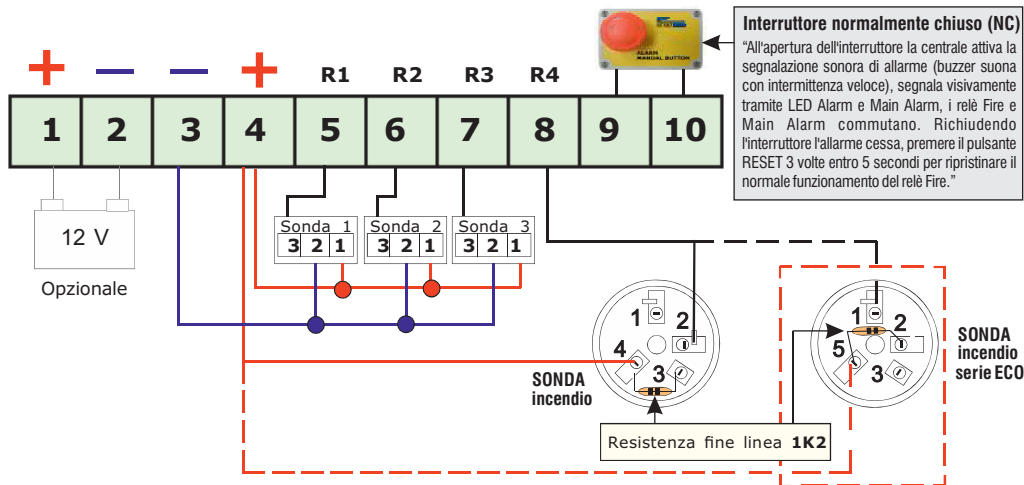 Interruttore normalmente chiuso (NC)
“All'apertura dell'interruttore la centrale attiva la
segnalazione sonora di allarme (buzzer suona
con intermittenza veloce), segnala visivamente
tramite LED Alarm e Main Alarm, i relè Fire e
Main Alarm commutano. Richiudendo
l'interruttore l'allarme cessa, premere il pulsante
RESET 3 volte entro 5 secondi per ripristinare il
normale funzionamento del relè Fire.”
ALARM
MANUAL BUTTON
+ — — + R1 R2 R3 R4
1 2 3 4 5 6 7 8 9 10
12 V
Opzionale
Sonda 1
3 2 1
Sonda 2
3 2 1
Sonda 3
3 2 1
1
2
4
3
SONDA
incendio
1
2
5
3
SONDA
incendio
serie ECO
Resistenza fine linea 1K2